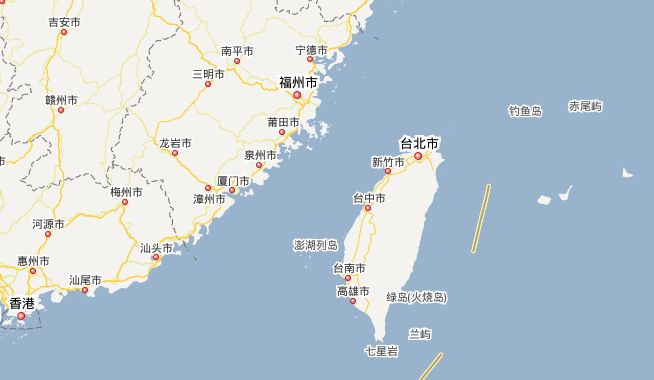 吉安市
南平市
宁德市
三明市
福州市
赣州市
钓鱼岛
赤尾屿
莆田市
龙岩市
台北市
泉州市
新竹市
厦门市
梅州市
漳州市
台中市
河源市
汕头市
澎湖列岛
惠州市
台南市
汕尾市
高雄市
绿岛(火烧岛)
香港
兰屿
七星岩